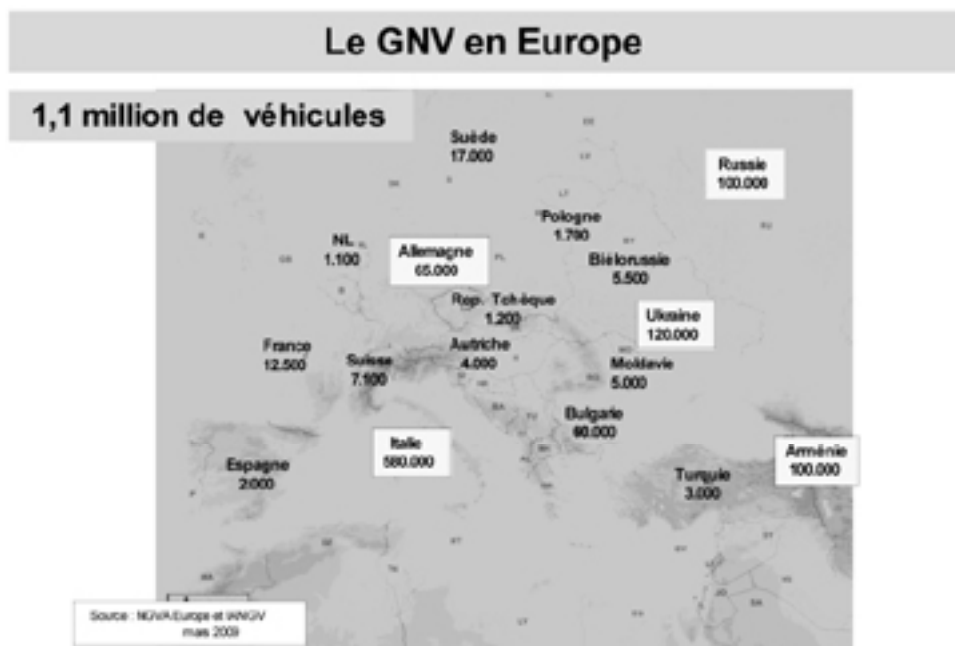 Le GNV en Europe
1,1 million de véhicules
Suède
17.000
Russie
100.000
Pologne
1.700
NL
1.100
Allemagne
65.000
Biélorussie
5.500
Rep. Tchèque
1.200
Ukraine
120.000
France
12.500
Suisse
7.100
Autriche
4.000
Moldavie
5.000
Bulgarie
60.000
Italie
580.000
Espagne
2.000
Turquie
3.000
Arménie
100.000
Source : NGVA Europe et IANGV
mars 2009